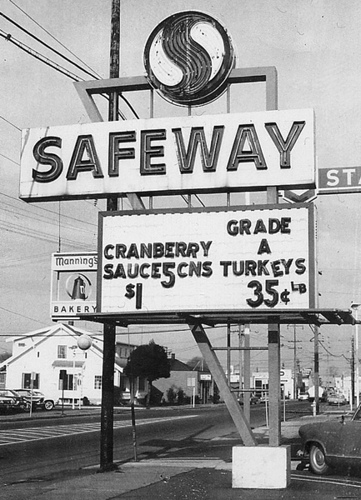 SAFEWAY
STA
GRADE
CRANBERRY A
SAUCE 5 CNS TURKEYS
$1 35¢ LB
Manning's
BAKERY